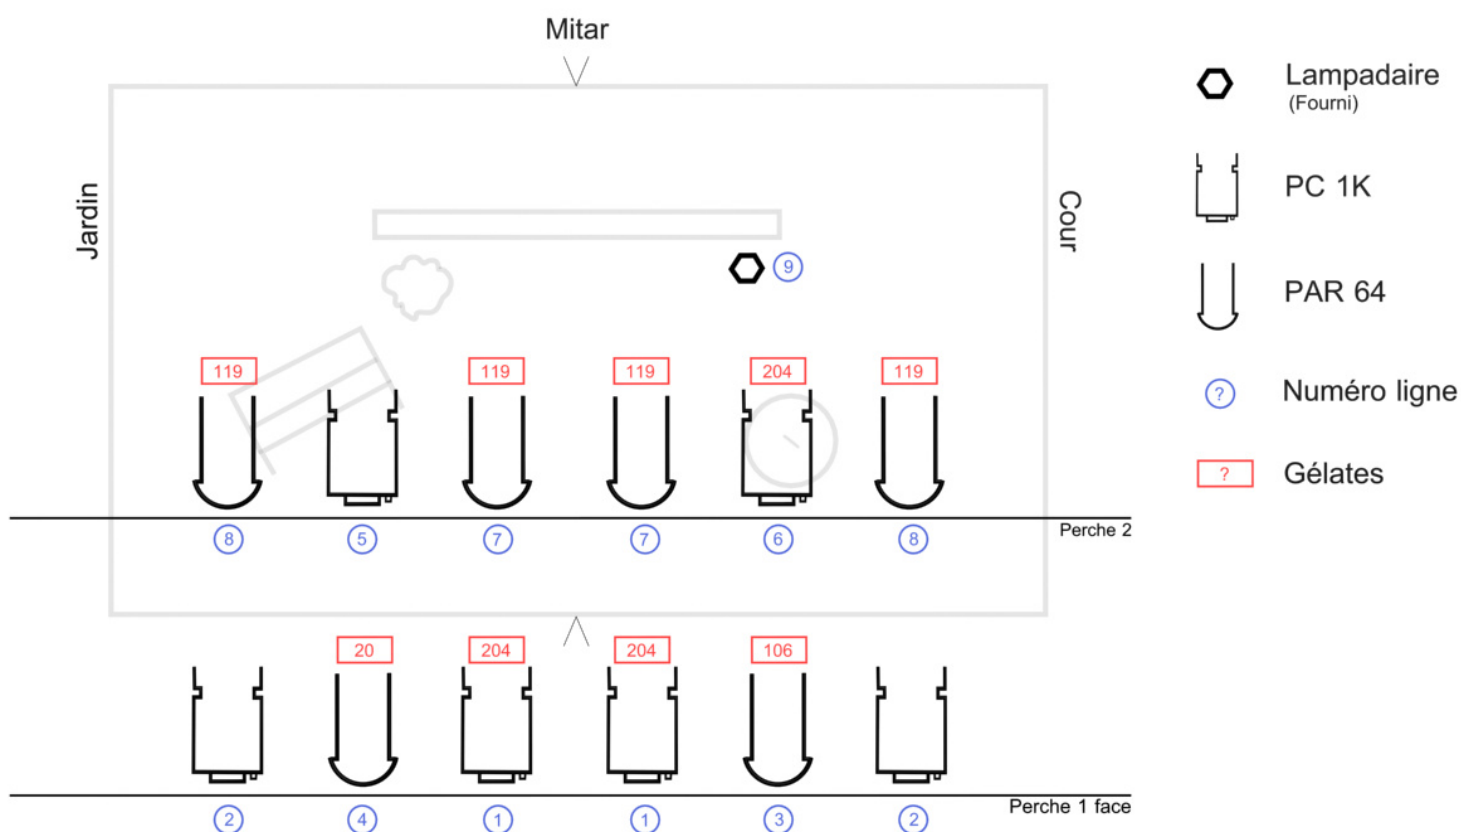 Mitar
Jardin
Cour
9
119
119
119
204
119
8
5
7
7
6
8
Perche 2
20
204
204
106
Perche 1 face
2
4
1
1
3
2
Lampadaire
(Fourni)
PC 1K
PAR 64
?
Numéro ligne
?
Gélates